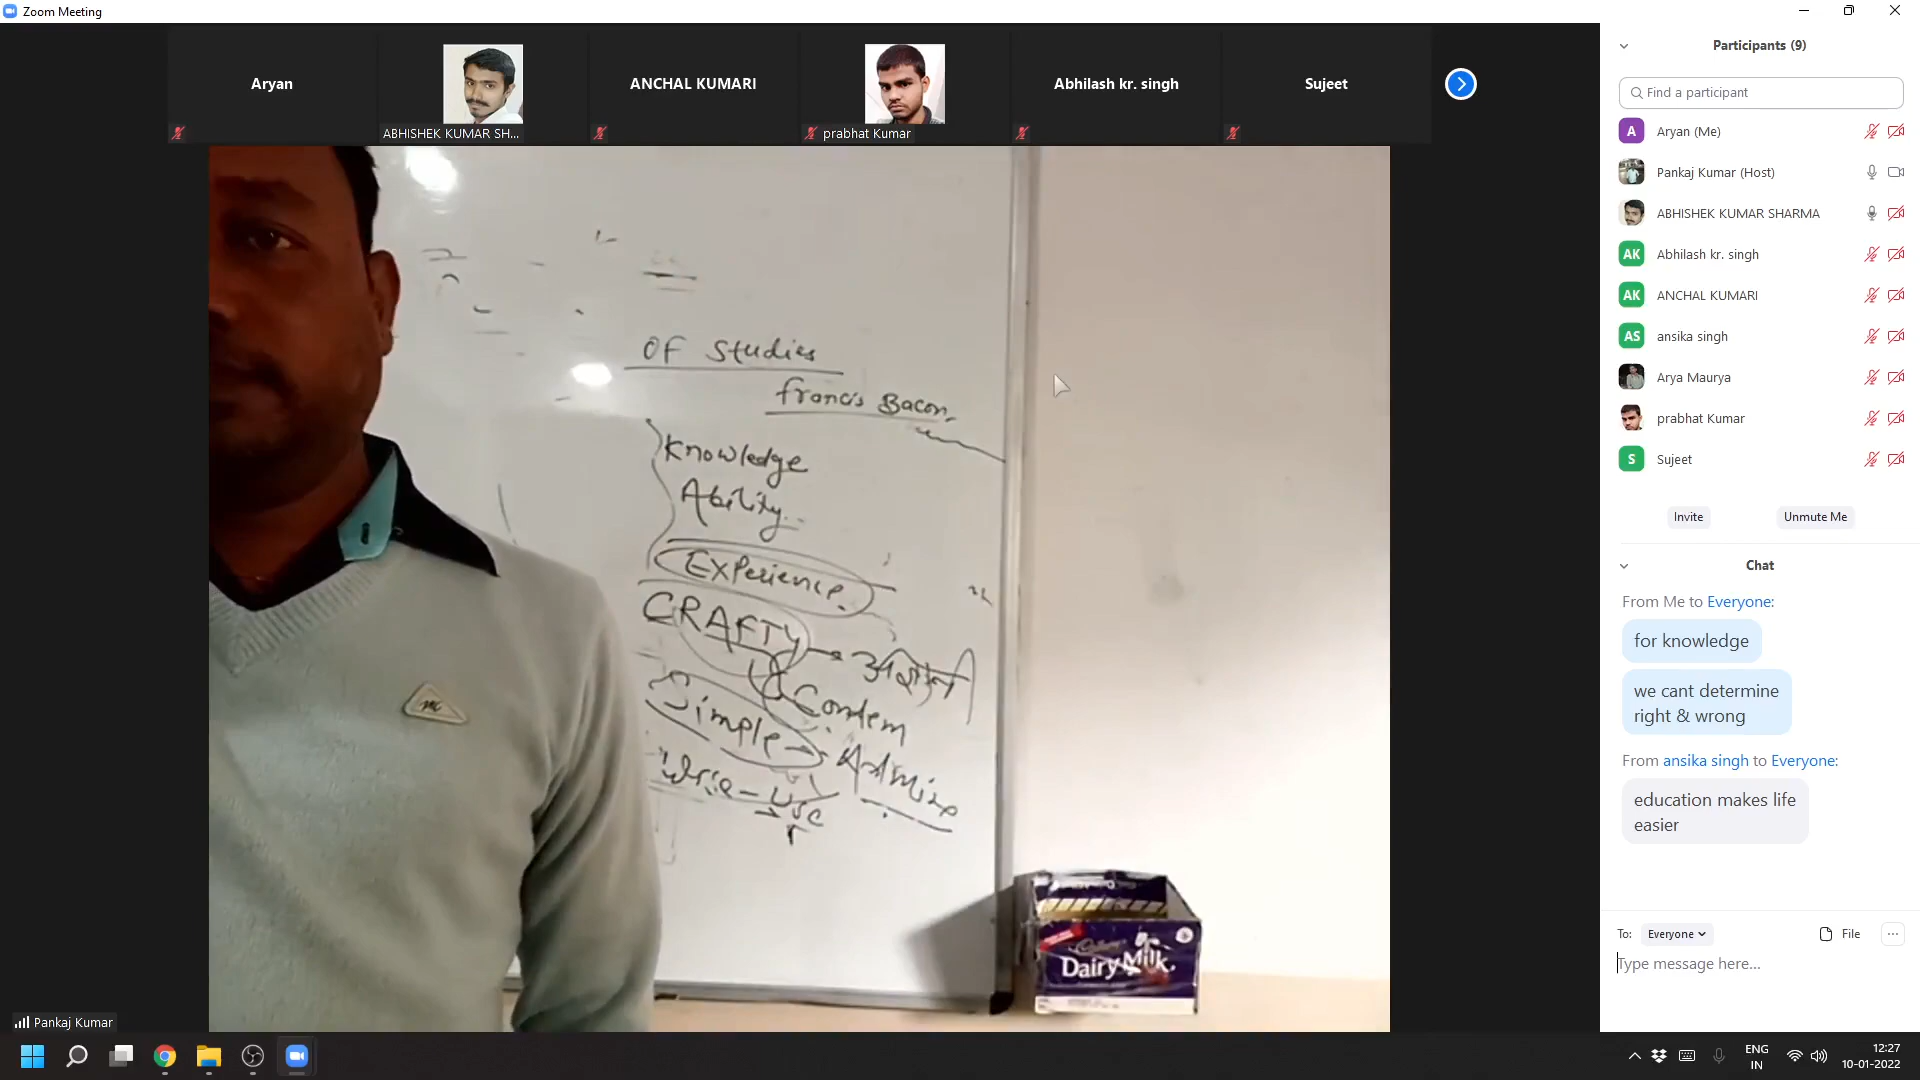 Zoom Meeting
Aryan
ABHISHEK KUMAR SH...
ANCHAL KUMARI
prabhat Kumar
Abhilash kr. singh
Sujeet
OF Studies
francis Bacon
Knowledge
Ability
Experience
CRAFTY
Contem
Simple - Admire
Use
Cadbury
Dairy Milk
Pankaj Kumar
Participants (9)
Find a participant
A Aryan (Me)
Pankaj Kumar (Host)
ABHISHEK KUMAR SHARMA
AK Abhilash kr. singh
AK ANCHAL KUMARI
AS ansika singh
Arya Maurya
prabhat Kumar
S Sujeet
Invite Unmute Me
Chat
From Me to Everyone:
for knowledge
we cant determine
right & wrong
From ansika singh to Everyone:
education makes life
easier
To: Everyone File
Type message here...
ENG 12:27
IN 10-01-2022